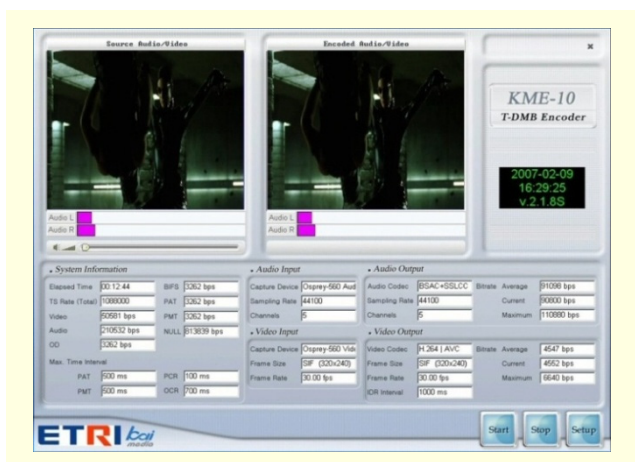 Source Audio/Video
Encoded Audio/Video
×
KME-10
T-DMB Encoder
2007-02-09
16:29:25
v.2.1.8S
Audio L
Audio R
Audio L
Audio R
System Information
Elapsed Time 00:12:44 BIFS 3262 bps
TS Rate (Total) 1088000 PAT 3262 bps
Video 50581 bps PMT 3262 bps
Audio 210532 bps NULL 813839 bps
OD 3262 bps
Max. Time Interval
PAT 500 ms PCR 100 ms
PMT 500 ms OCR 700 ms
Audio Input
Capture Device Osprey-560 Aud
Sampling Rate 44100
Channels 5
Video Input
Capture Device Osprey-560 Vide
Frame Size SIF (320x240)
Frame Rate 30.00 fps
Audio Output
Audio Codec BSAC+SSLCC Bitrate Average 91098 bps
Sampling Rate 44100 Current 90800 bps
Channels 5 Maximum 110880 bps
Video Output
Video Codec H.264 | AVC Bitrate Average 4547 bps
Frame Size SIF (320x240) Current 4552 bps
Frame Rate 30.00 fps Maximum 6640 bps
IDR Interval 1000 ms
ETRI kai media
Start Stop Setup